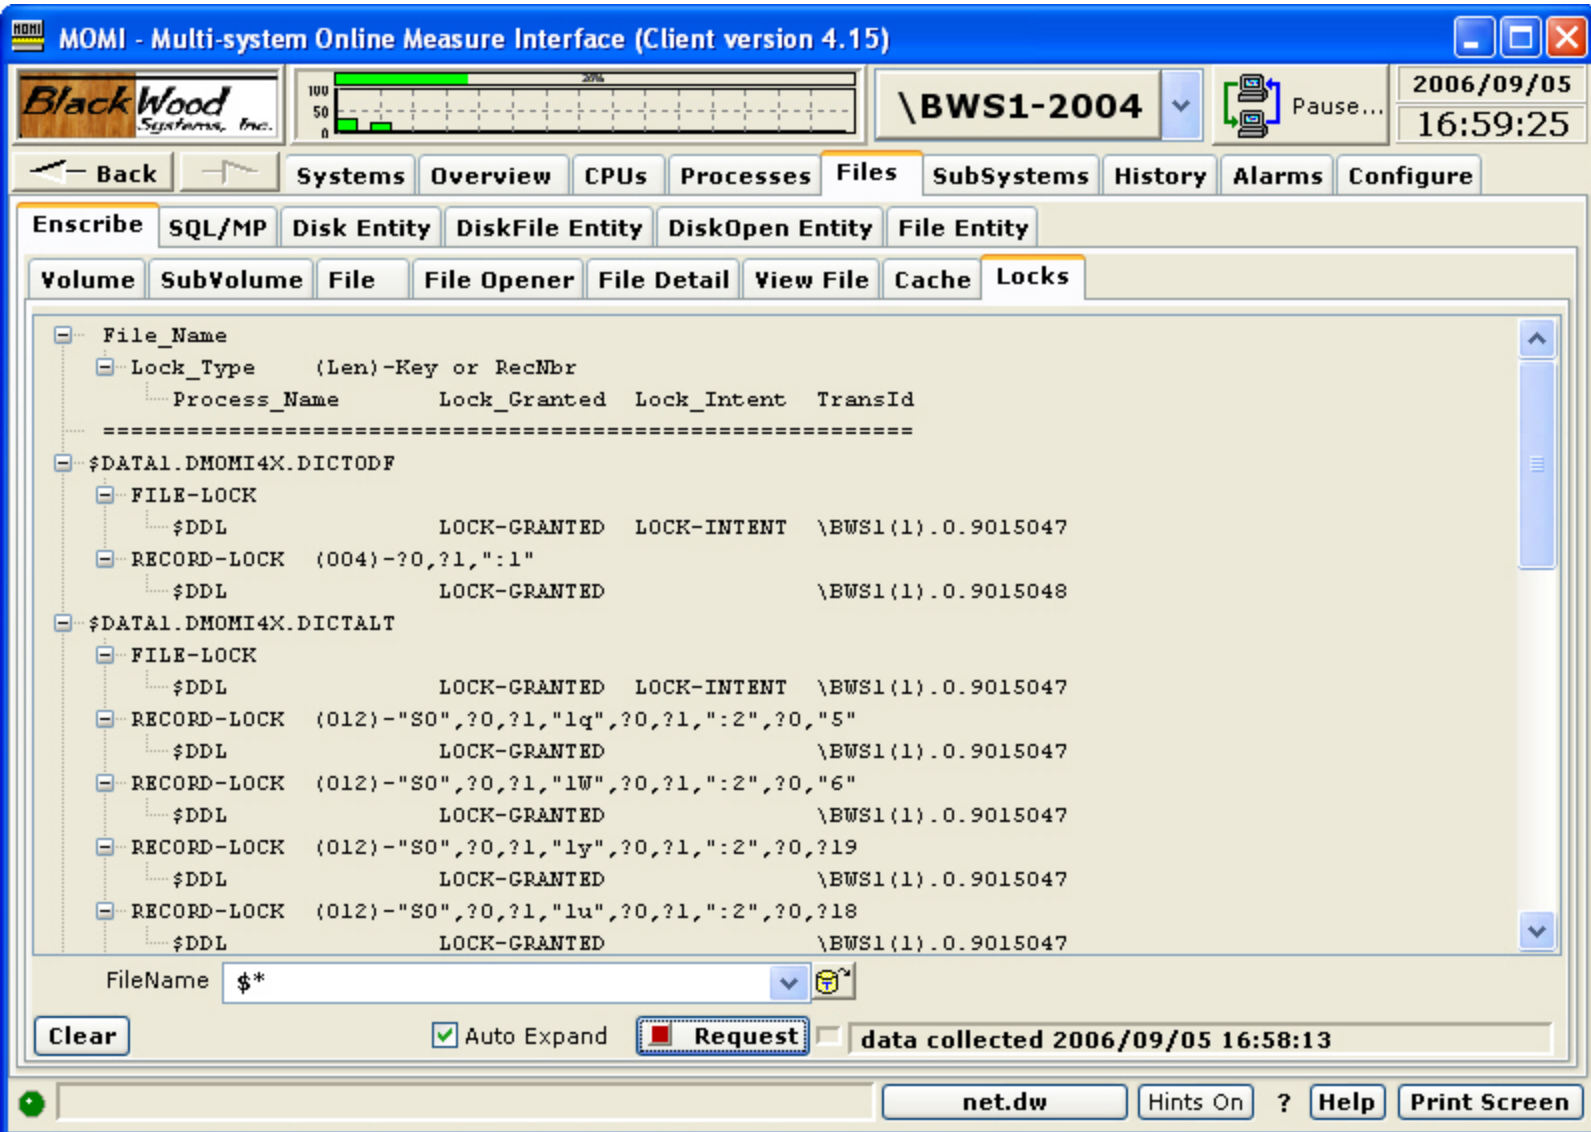 MOMI
MOMI - Multi-system Online Measure Interface (Client version 4.15)
BlackWood
Systems, Inc.
100
50
0
\BWS1-2004
Pause...
2006/09/05
16:59:25
Back
Systems Overview CPUs Processes Files SubSystems History Alarms Configure
Enscribe SQL/MP Disk Entity DiskFile Entity DiskOpen Entity File Entity
Volume SubVolume File File Opener File Detail View File Cache Locks
File_Name
Lock_Type (Len)-Key or RecNbr
Process_Name Lock_Granted Lock_Intent TransId
==========================================================
$DATA1.DMOMI4X.DICTODF
FILE-LOCK
$DDL LOCK-GRANTED LOCK-INTENT \BWS1(1).0.9015047
RECORD-LOCK (004)-?0,?1,":1"
$DDL LOCK-GRANTED \BWS1(1).0.9015048
$DATA1.DMOMI4X.DICTALT
FILE-LOCK
$DDL LOCK-GRANTED LOCK-INTENT \BWS1(1).0.9015047
RECORD-LOCK (012)-"SO",?0,?1,"1q",?0,?1,":2",?0,"5"
$DDL LOCK-GRANTED \BWS1(1).0.9015047
RECORD-LOCK (012)-"SO",?0,?1,"1W",?0,?1,":2",?0,"6"
$DDL LOCK-GRANTED \BWS1(1).0.9015047
RECORD-LOCK (012)-"SO",?0,?1,"1y",?0,?1,":2",?0,?19
$DDL LOCK-GRANTED \BWS1(1).0.9015047
RECORD-LOCK (012)-"SO",?0,?1,"1u",?0,?1,":2",?0,?18
$DDL LOCK-GRANTED \BWS1(1).0.9015047
FileName $*
Clear Auto Expand Request data collected 2006/09/05 16:58:13
net.dw Hints On ? Help Print Screen